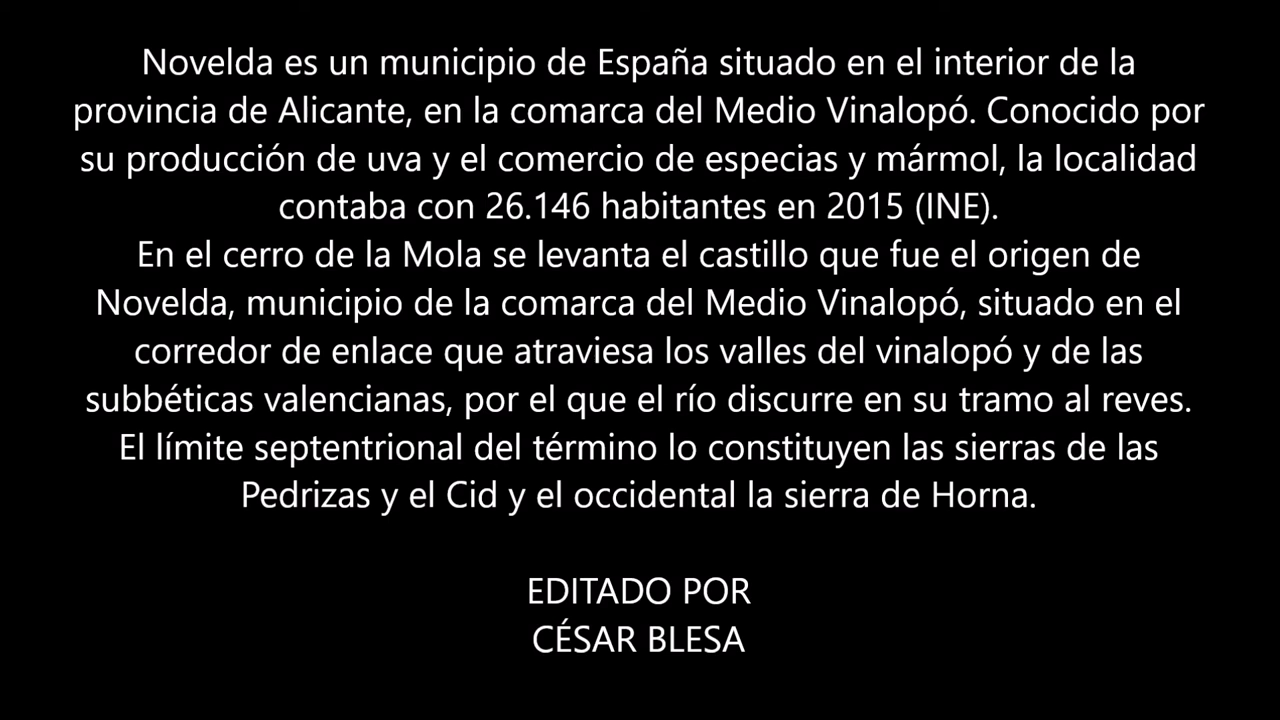 Novelda es un municipio de España situado en el interior de la
provincia de Alicante, en la comarca del Medio Vinalopó. Conocido por
su producción de uva y el comercio de especias y mármol, la localidad
contaba con 26.146 habitantes en 2015 (INE).
En el cerro de la Mola se levanta el castillo que fue el origen de
Novelda, municipio de la comarca del Medio Vinalopó, situado en el
corredor de enlace que atraviesa los valles del vinalopó y de las
subbéticas valencianas, por el que el río discurre en su tramo al reves.
El límite septentrional del término lo constituyen las sierras de las
Pedrizas y el Cid y el occidental la sierra de Horna.
EDITADO POR
CÉSAR BLESA